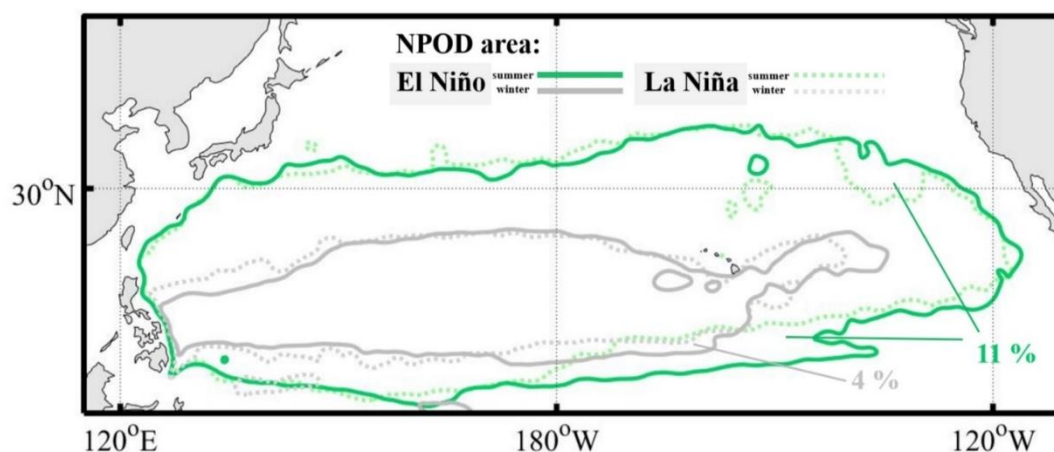 NPOD area:
El Niño summer winter La Niña summer winter
30°N
11 %
4 %
120°E 180°W 120°W